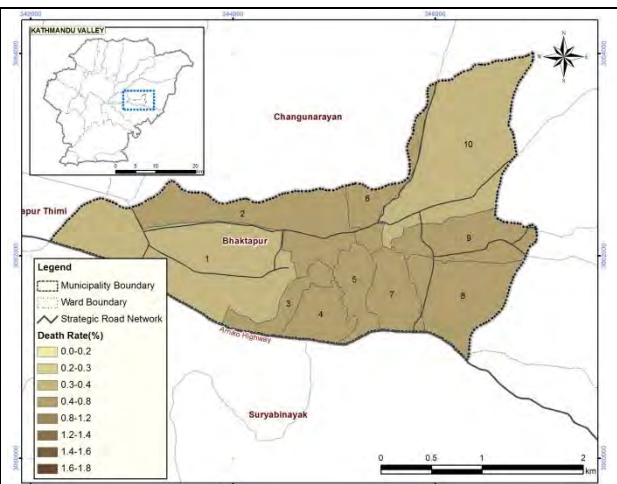 KATHMANDU VALLEY
0 5 10 20
km
Changunarayan
10
6
2
Bhaktapur
9
1
5
7
8
3
4
Arniko Highway
Suryabinayak
Legend
Municipality Boundary
Ward Boundary
Strategic Road Network
Death Rate(%)
0.0-0.2
0.2-0.3
0.3-0.4
0.4-0.8
0.8-1.2
1.2-1.4
1.4-1.6
1.6-1.8
0 0.5 1 2
km